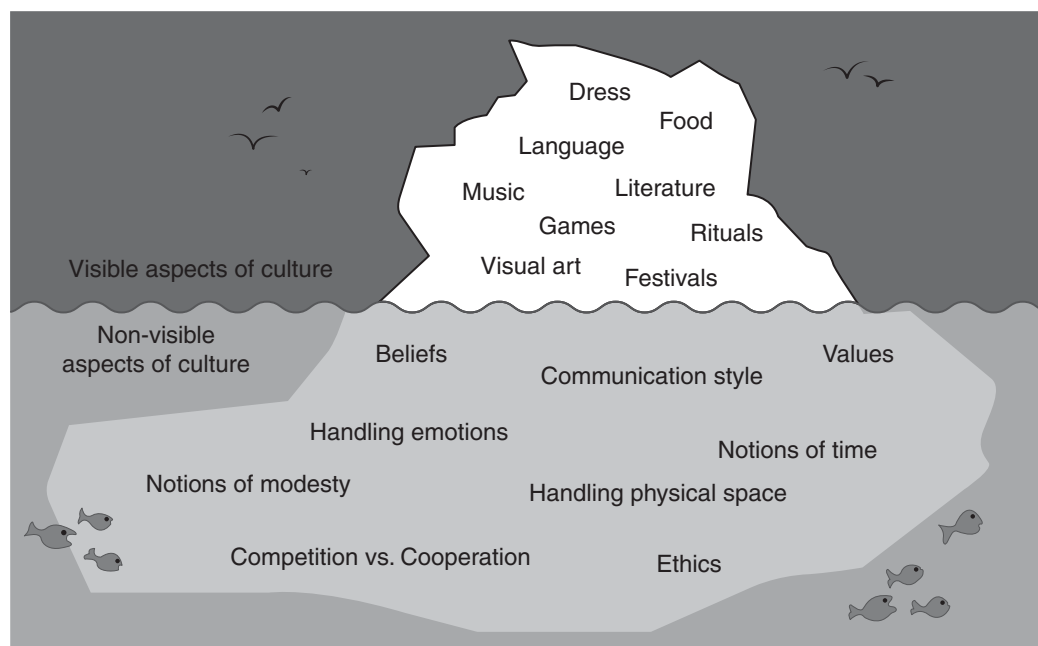 Dress
Food
Language
Music
Literature
Games
Rituals
Visual art
Festivals
Visible aspects of culture
Non-visible
aspects of culture
Beliefs
Values
Communication style
Handling emotions
Notions of time
Notions of modesty
Handling physical space
Competition vs. Cooperation
Ethics